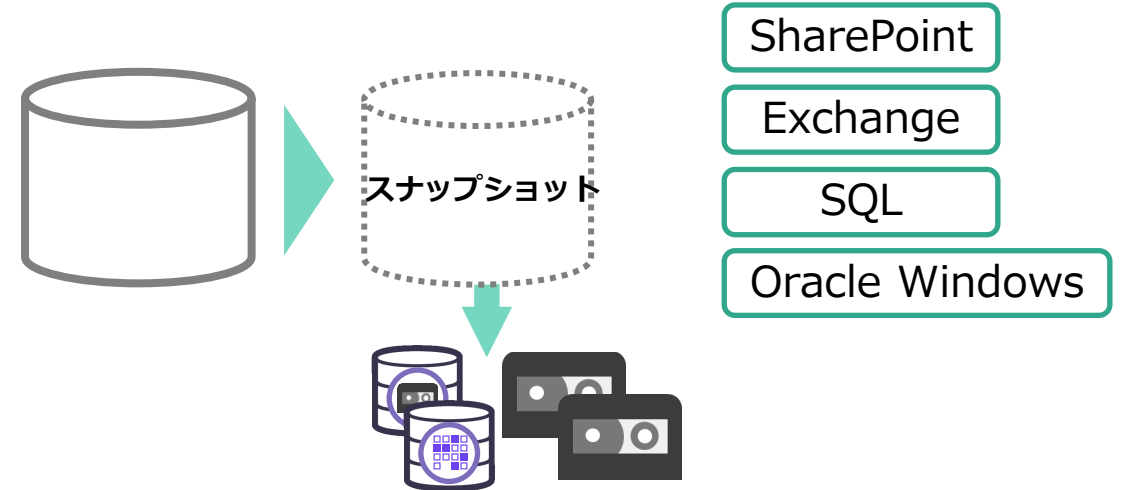 SharePoint
Exchange
スナップショット
SQL
Oracle Windows